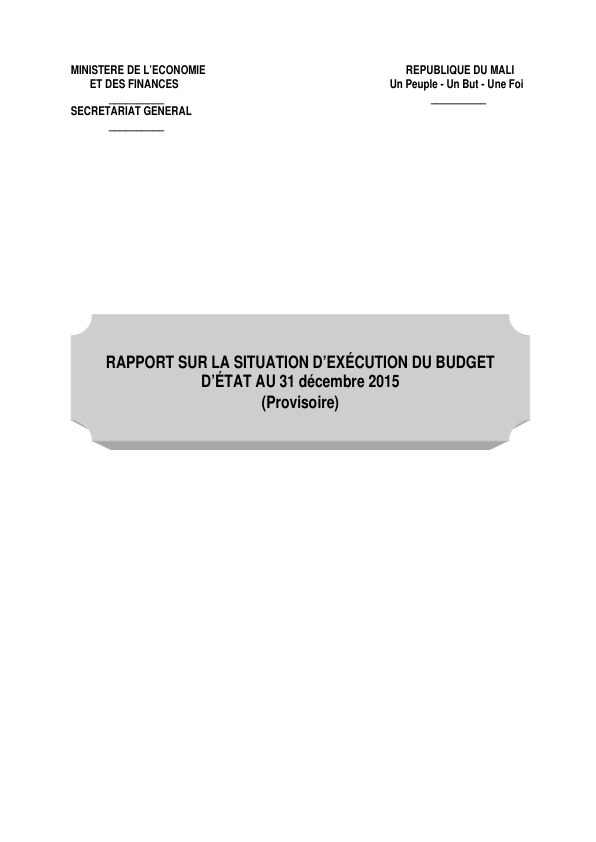 MINISTERE DE L'ECONOMIE
ET DES FINANCES
__________
SECRETARIAT GENERAL
__________
REPUBLIQUE DU MALI
Un Peuple - Un But - Une Foi
__________
RAPPORT SUR LA SITUATION D'EXÉCUTION DU BUDGET
D'ÉTAT AU 31 décembre 2015
(Provisoire)